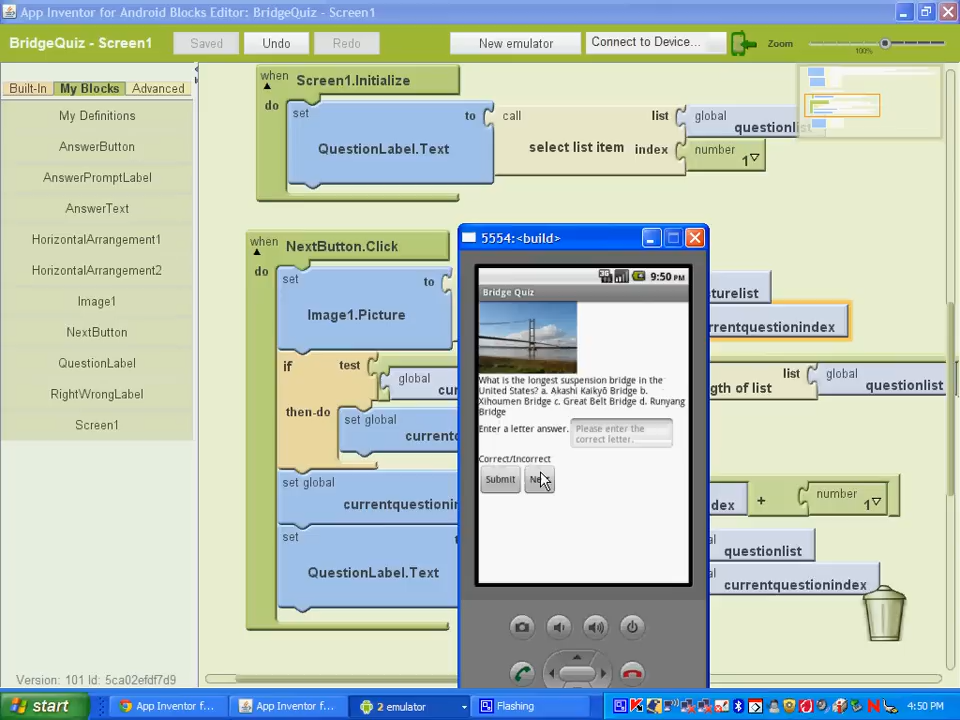 App Inventor for Android Blocks Editor: BridgeQuiz - Screen1
BridgeQuiz - Screen1
Saved
Undo
Redo
New emulator
Connect to Device...
Zoom
100%
Built-In
My Blocks
Advanced
My Definitions
AnswerButton
AnswerPromptLabel
AnswerText
HorizontalArrangement1
HorizontalArrangement2
Image1
NextButton
QuestionLabel
RightWrongLabel
Screen1
when Screen1.Initialize
do set QuestionLabel.Text to
call select list item list index
global
number 1
when NextButton.Click
do set Image1.Picture to
if test
global
then-do set global
set global
currentquestionindex
set QuestionLabel.Text
list global questionlist
+ number 1
questionlist
currentquestionindex
5554:<build>
9:50 PM
Bridge Quiz
What is the longest suspension bridge in the
United States? a. Akashi Kaikyō Bridge b.
Xihoumen Bridge c. Great Belt Bridge d. Runyang
Bridge
Enter a letter answer.
Please enter the
correct letter.
Correct/Incorrect
Submit
Version: 101 Id: 5ca02efdf7d9
start
App Inventor f...
App Inventor f...
2 emulator
Flashing
4:50 PM